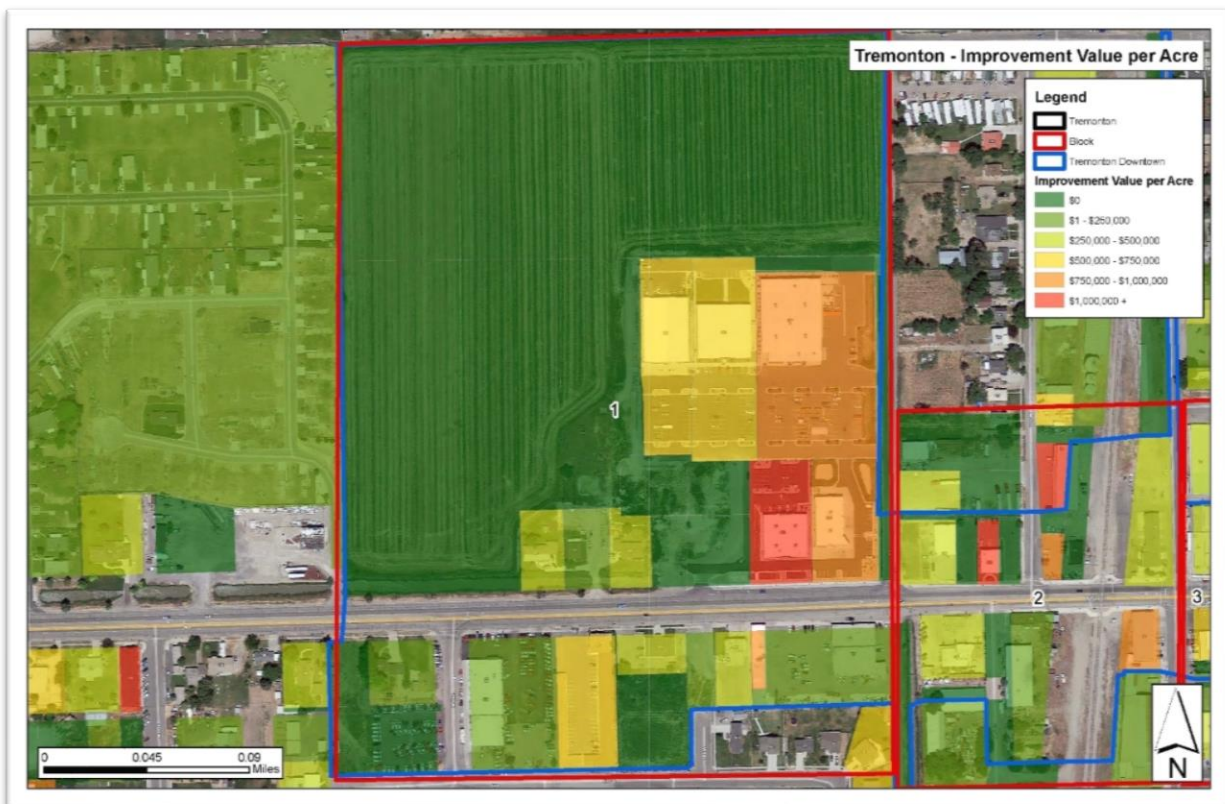 Tremonton - Improvement Value per Acre
Legend
Tremonton
Block
Tremonton Downtown
Improvement Value per Acre
$0
$1 - $250,000
$250,000 - $500,000
$500,000 - $750,000
$750,000 - $1,000,000
$1,000,000 +
1
2
3
0 0.045 0.09
Miles
N